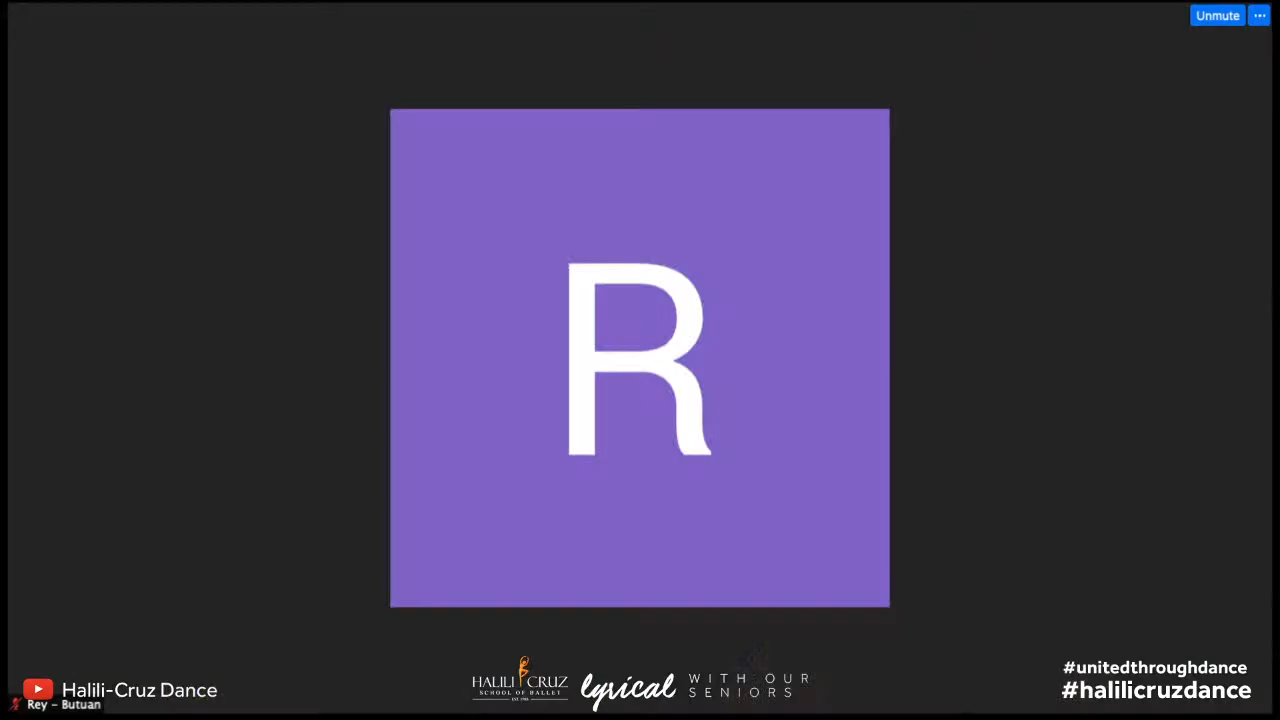 Unmute
R
HALILI CRUZ
SCHOOL OF BALLET
lyrical
WITH OUR
SENIORS
#unitedthroughdance
#halilicruzdance
Halili-Cruz Dance
Rey – Butuan